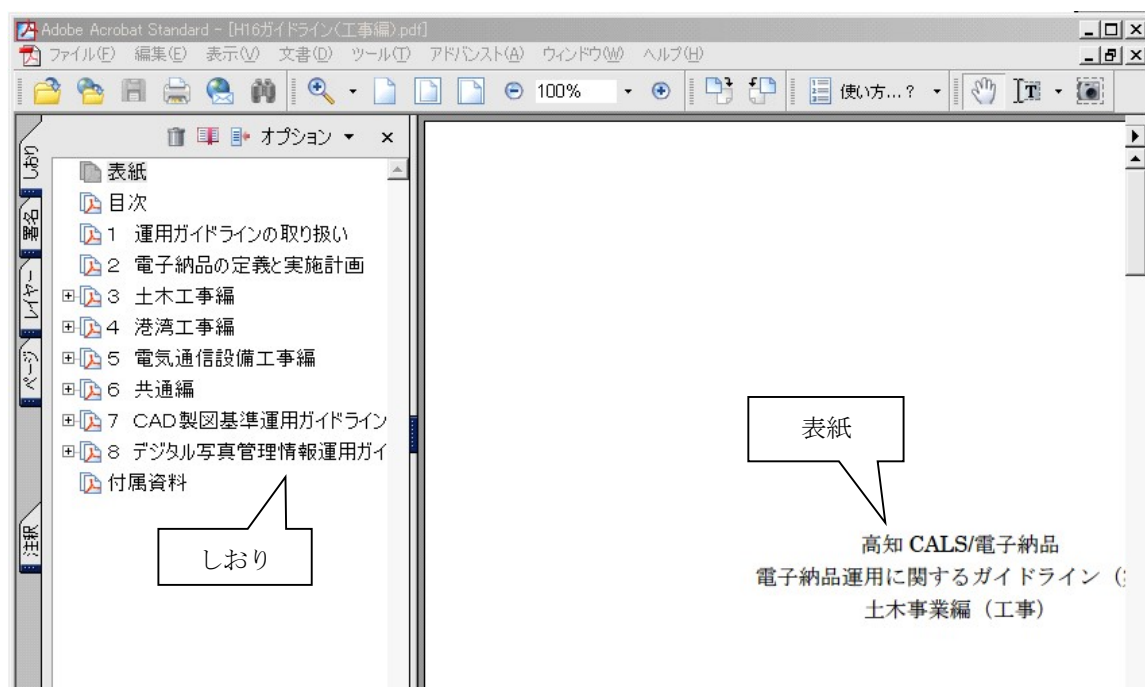 Adobe Acrobat Standard - [H16ガイドライン(工事編).pdf]
ファイル(F) 編集(E) 表示(V) 文書(D) ツール(T) アドバンスト(A) ウィンドウ(W) ヘルプ(H)
100% 使い方...?
オプション
しおり
署名
レイヤー
ページ
注釈
表紙
目次
1 運用ガイドラインの取り扱い
2 電子納品の定義と実施計画
3 土木工事編
4 港湾工事編
5 電気通信設備工事編
6 共通編
7 CAD製図基準運用ガイドライン
8 デジタル写真管理情報運用ガイ
付属資料
しおり
表紙
高知 CALS/電子納品
電子納品運用に関するガイドライン（
土木事業編（工事）